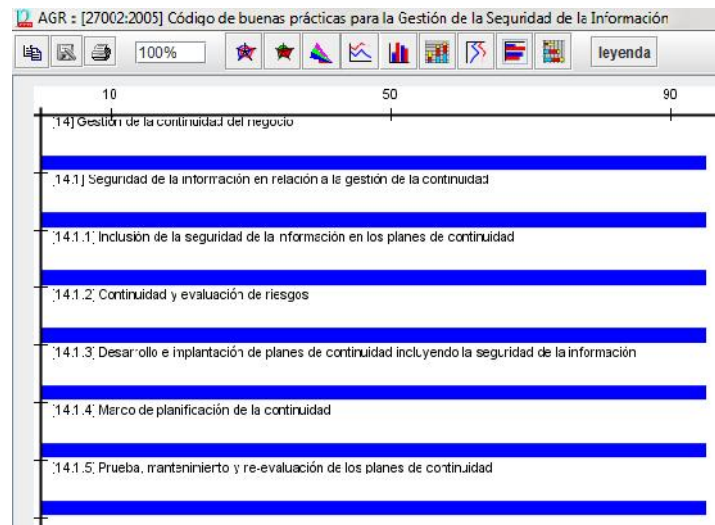 AGR : [27002:2005] Código de buenas prácticas para la Gestión de la Seguridad de la Información
100% leyenda
10 50 90
[14] Gestión de la continuidad del negocio
[14.1] Seguridad de la información en relación a la gestión de la continuidad
[14.1.1] Inclusión de la seguridad de la información en los planes de continuidad
[14.1.2] Continuidad y evaluación de riesgos
[14.1.3] Desarrollo e implantación de planes de continuidad incluyendo la seguridad de la información
[14.1.4] Marco de planificación de la continuidad
[14.1.5] Prueba, mantenimiento y re-evaluación de los planes de continuidad